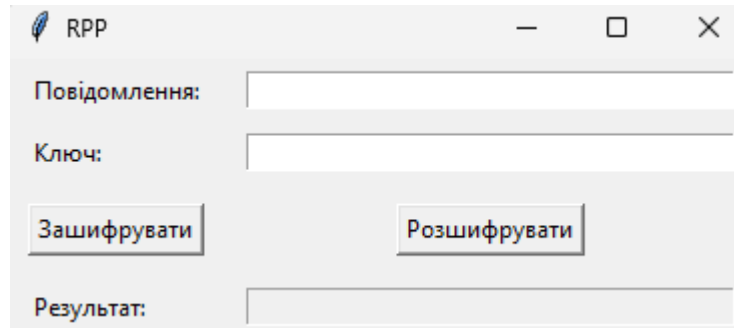 RPP
Повідомлення:
Ключ:
Зашифрувати Розшифрувати
Результат: